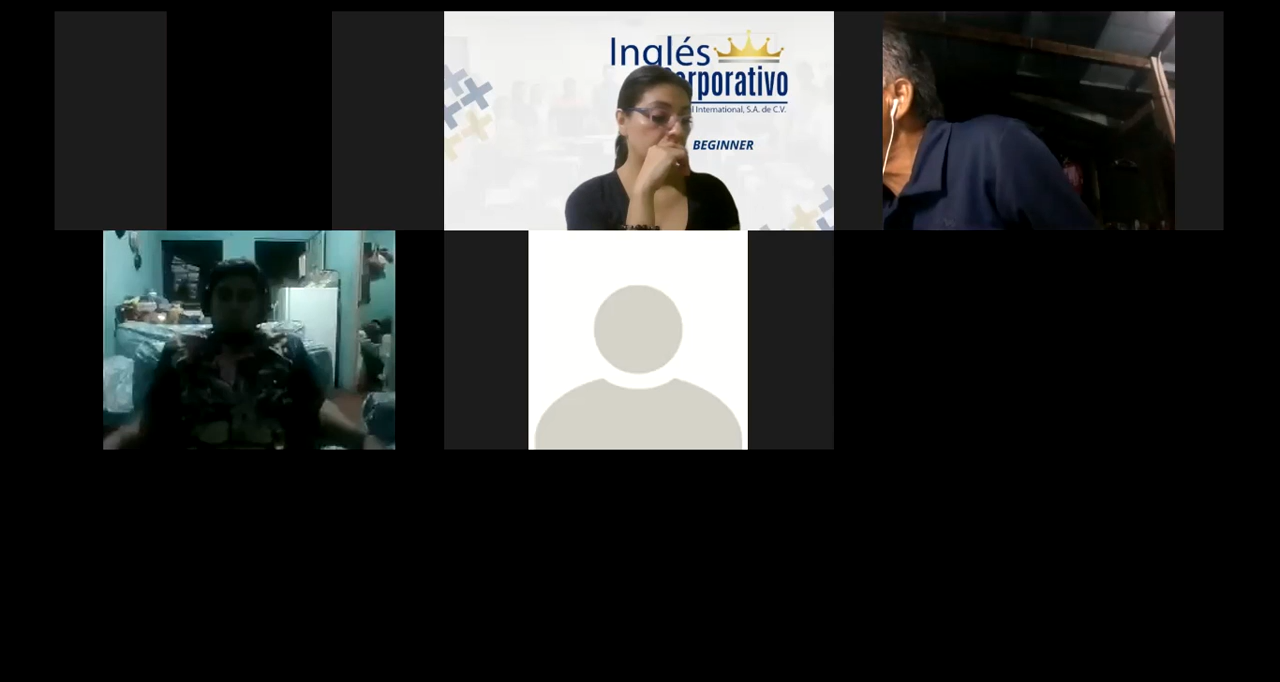 Inglés
rporativo
l International, S.A. de C.V.
BEGINNER